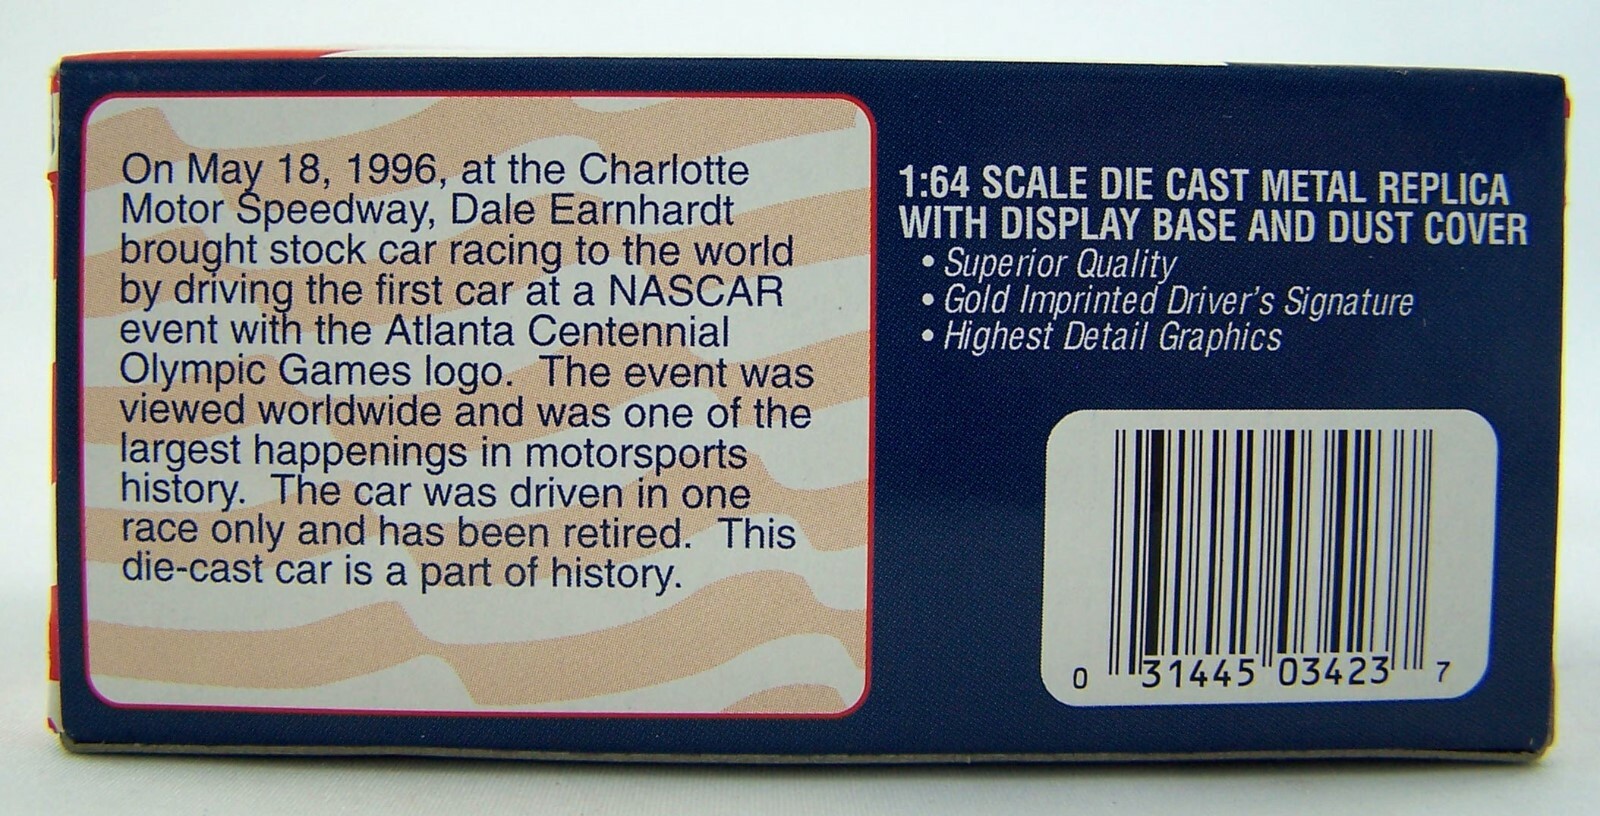 On May 18, 1996, at the Charlotte
Motor Speedway, Dale Earnhardt
brought stock car racing to the world
by driving the first car at a NASCAR
event with the Atlanta Centennial
Olympic Games logo.  The event was
viewed worldwide and was one of the
largest happenings in motorsports
history.  The car was driven in one
race only and has been retired.  This
die-cast car is a part of history.
1:64 SCALE DIE CAST METAL REPLICA
WITH DISPLAY BASE AND DUST COVER
• Superior Quality
• Gold Imprinted Driver's Signature
• Highest Detail Graphics
0 31445 03423 7